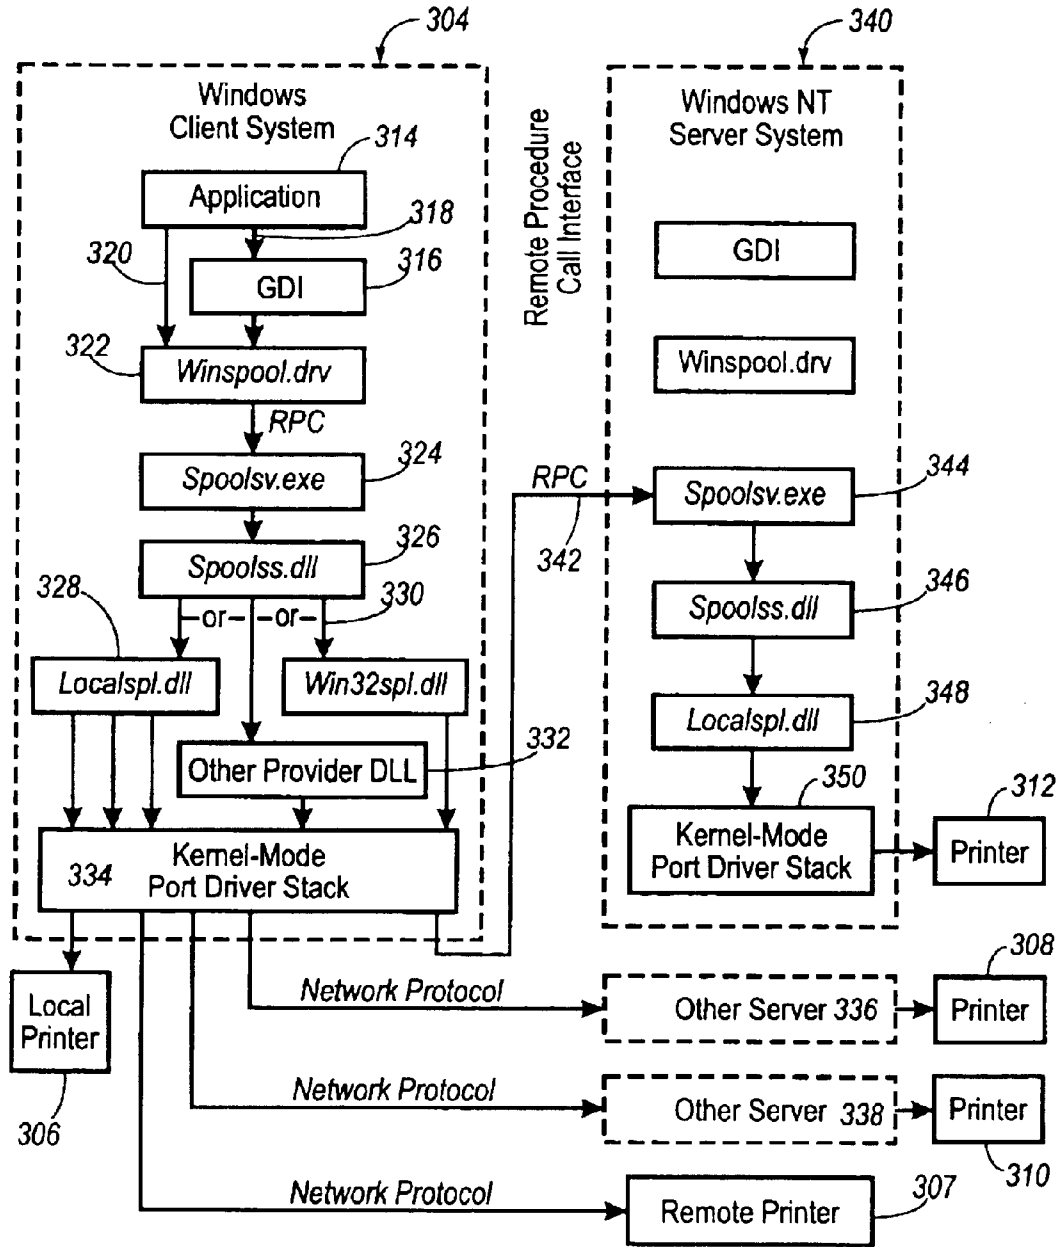 304
340
Windows
Client System
314
Application
318
320
316
GDI
322
Winspool.drv
RPC
324
Spoolsv.exe
326
Spoolss.dll
328
330
-or-
-or-
Localspl.dll
Win32spl.dll
332
Other Provider DLL
334
Kernel-Mode
Port Driver Stack
Local
Printer
306
Remote Procedure
Call Interface
Windows NT
Server System
GDI
Winspool.drv
RPC
342
344
Spoolsv.exe
346
Spoolss.dll
348
Localspl.dll
350
Kernel-Mode
Port Driver Stack
312
Printer
308
Network Protocol
Other Server 336
Printer
Network Protocol
Other Server 338
Printer
310
Network Protocol
307
Remote Printer